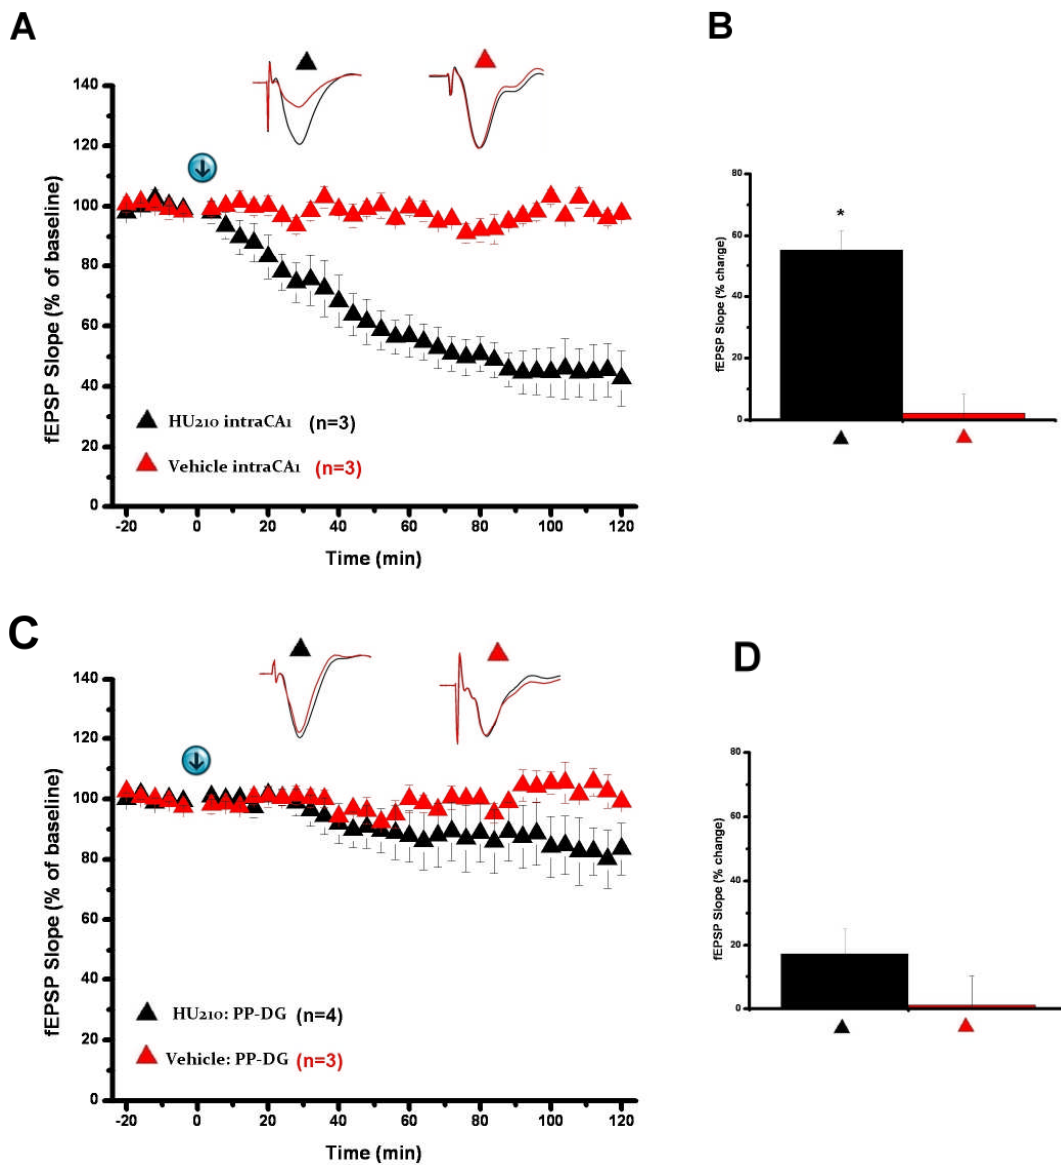 A
fEPSP Slope (% of baseline)
140
120
100
80
60
40
20
0
HU210 intraCA1 (n=3)
Vehicle intraCA1 (n=3)
-20 0 20 40 60 80 100 120
Time (min)
B
fEPSP Slope (% change)
80
60
40
20
0
*
C
fEPSP Slope (% of baseline)
140
120
100
80
60
40
20
0
HU210: PP-DG (n=4)
Vehicle: PP-DG (n=3)
-20 0 20 40 60 80 100 120
Time (min)
D
fEPSP Slope (% change)
80
60
40
20
0